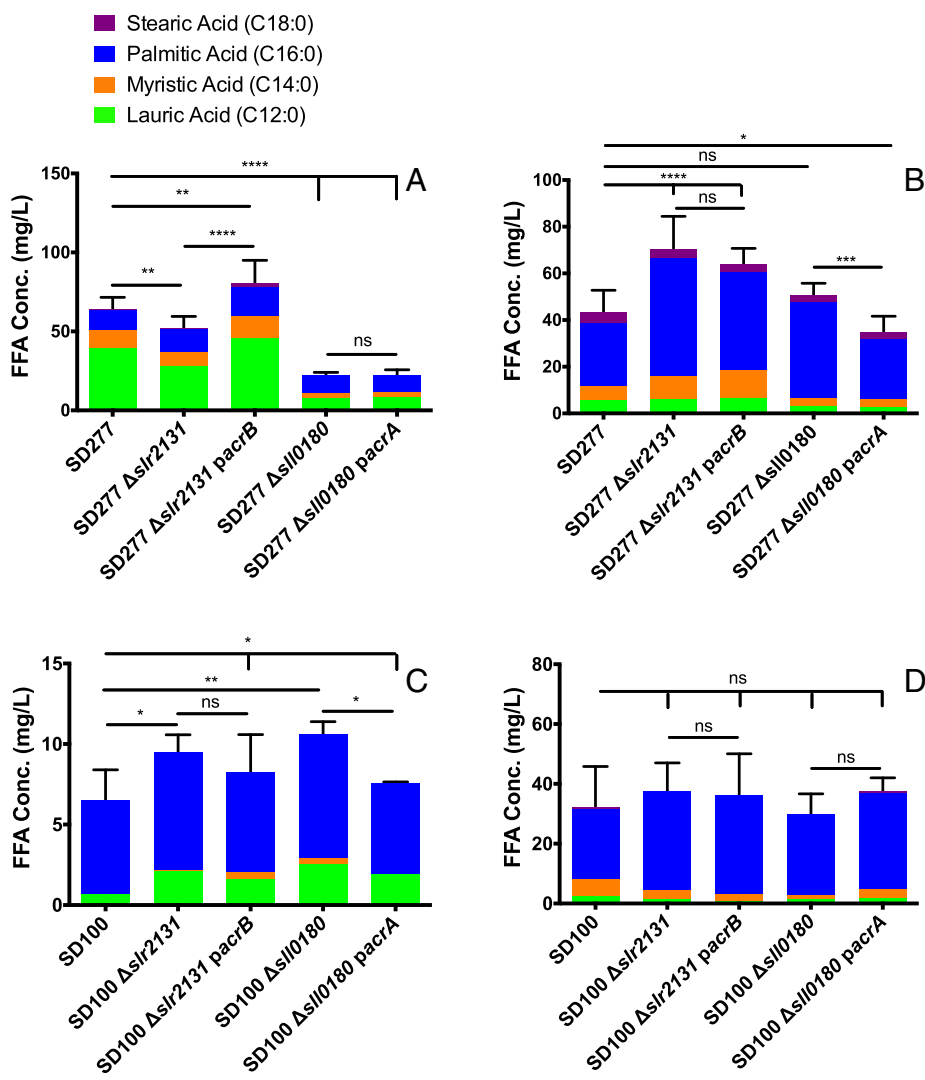 Stearic Acid (C18:0)
Palmitic Acid (C16:0)
Myristic Acid (C14:0)
Lauric Acid (C12:0)
A
FFA Conc. (mg/L)
150
100
50
0
****
**
****
**
ns
SD277
SD277 Δslr2131
SD277 Δslr2131 pacrB
SD277 Δsll0180
SD277 Δsll0180 pacrA
B
FFA Conc. (mg/L)
100
80
60
40
20
0
*
ns
****
ns
***
SD277
SD277 Δslr2131
SD277 Δslr2131 pacrB
SD277 Δsll0180
SD277 Δsll0180 pacrA
C
FFA Conc. (mg/L)
15
10
5
0
*
**
ns
*
*
SD100
SD100 Δslr2131
SD100 Δslr2131 pacrB
SD100 Δsll0180
SD100 Δsll0180 pacrA
D
FFA Conc. (mg/L)
80
60
40
20
0
ns
ns
ns
SD100
SD100 Δslr2131
SD100 Δslr2131 pacrB
SD100 Δsll0180
SD100 Δsll0180 pacrA